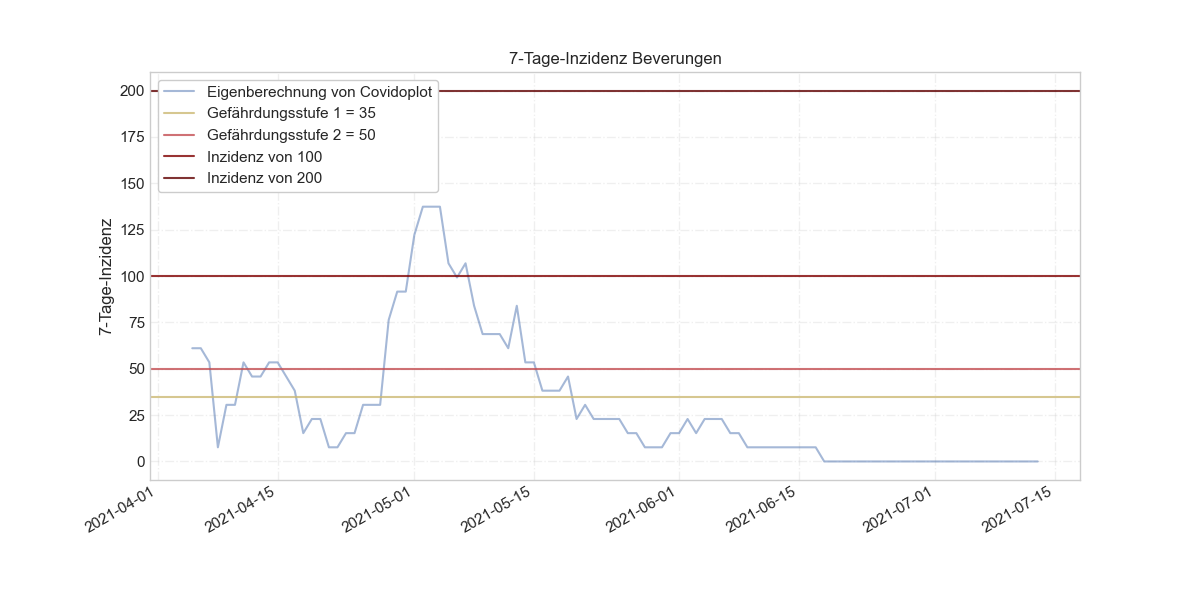 7-Tage-Inzidenz Beverungen
Eigenberechnung von Covidoplot
Gefährdungsstufe 1 = 35
Gefährdungsstufe 2 = 50
Inzidenz von 100
Inzidenz von 200
7-Tage-Inzidenz
200
175
150
125
100
75
50
25
0
2021-04-01
2021-04-15
2021-05-01
2021-05-15
2021-06-01
2021-06-15
2021-07-01
2021-07-15